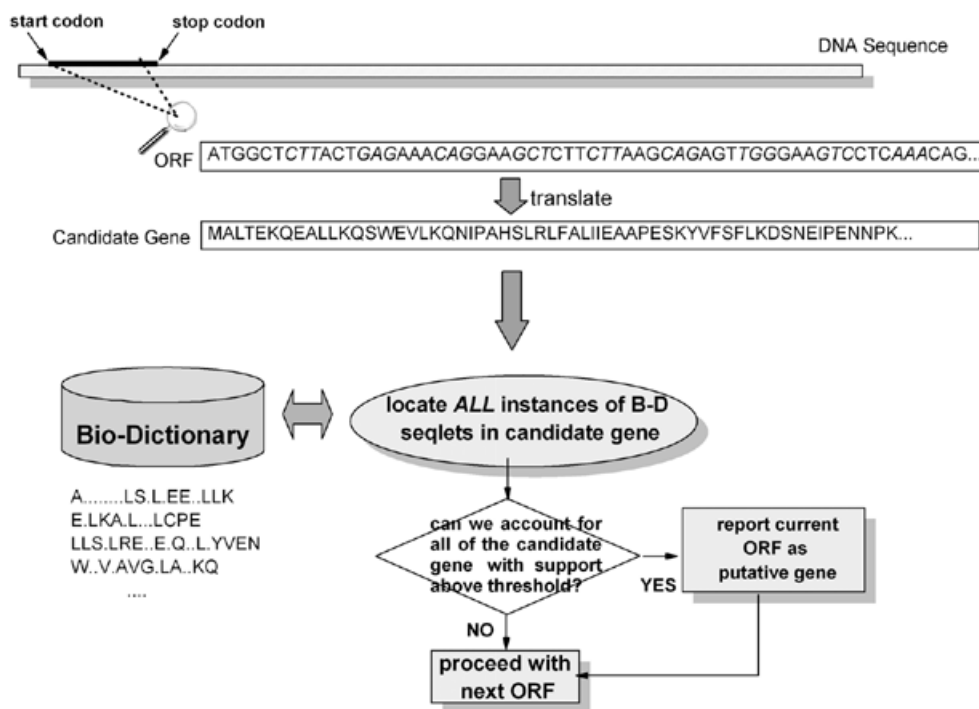 start codon
stop codon
DNA Sequence
ORF
ATGGCTCTTACTGAGAAACAGGAAGCTCTTCTTAAGCAGAGTTGGGAAGTCCTCAAACAG...
translate
Candidate Gene
MALTEKQEALLKQSWEVLKQNIPAHSLRLFALIIEAAPESKYVFSFLKDSNEIPENNPK...
Bio-Dictionary
locate ALL instances of B-D
seqlets in candidate gene
A........LS.L.EE..LLK
E.LKA.L...LCPE
LLS.LRE..E.Q..L.YVEN
W..V.AVG.LA..KQ
....
can we account for
all of the candidate
gene with support
above threshold?
YES
report current
ORF as
putative gene
NO
proceed with
next ORF